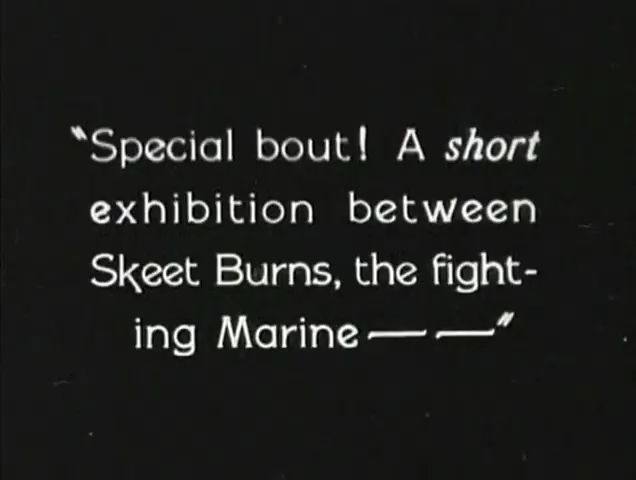 "Special bout! A short
exhibition between
Skeet Burns, the fight-
ing Marine — —"